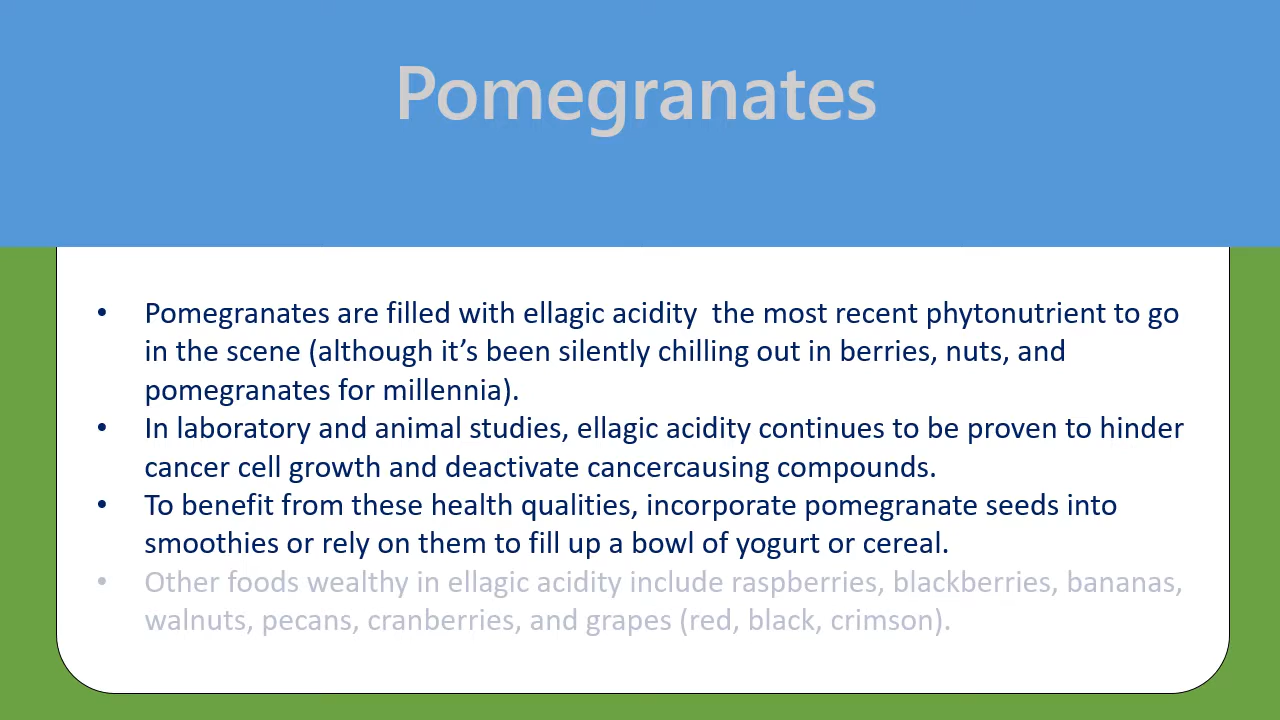 Pomegranates
• Pomegranates are filled with ellagic acidity  the most recent phytonutrient to go
in the scene (although it’s been silently chilling out in berries, nuts, and
pomegranates for millennia).
• In laboratory and animal studies, ellagic acidity continues to be proven to hinder
cancer cell growth and deactivate cancercausing compounds.
• To benefit from these health qualities, incorporate pomegranate seeds into
smoothies or rely on them to fill up a bowl of yogurt or cereal.
• Other foods wealthy in ellagic acidity include raspberries, blackberries, bananas,
walnuts, pecans, cranberries, and grapes (red, black, crimson).